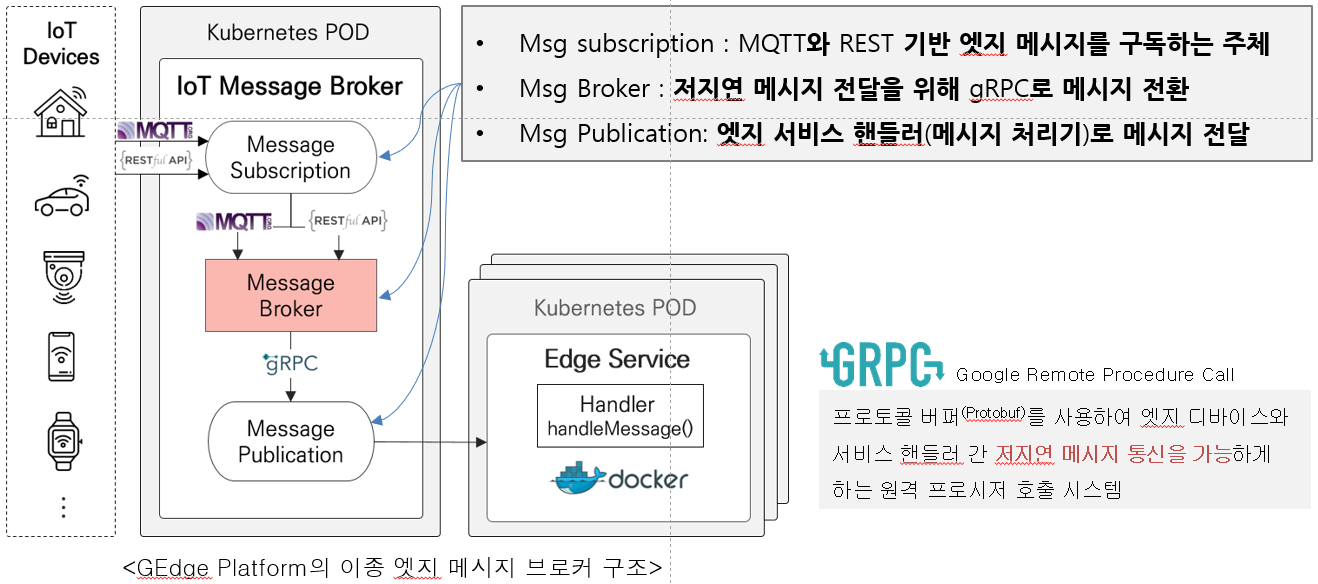 IoT
Devices
Kubernetes POD
IoT Message Broker
MQTT.ORG
{RESTful API}
Message
Subscription
MQTT.ORG
{RESTful API}
Message
Broker
gRPC
Message
Publication
• Msg subscription : MQTT와 REST 기반 엣지 메시지를 구독하는 주체
• Msg Broker : 저지연 메시지 전달을 위해 gRPC로 메시지 전환
• Msg Publication: 엣지 서비스 핸들러(메시지 처리기)로 메시지 전달
Kubernetes POD
Edge Service
Handler
handleMessage()
docker
GRPC Google Remote Procedure Call
프로토콜 버퍼(Protobuf)를 사용하여 엣지 디바이스와
서비스 핸들러 간 저지연 메시지 통신을 가능하게
하는 원격 프로시저 호출 시스템
<GEdge Platform의 이종 엣지 메시지 브로커 구조>